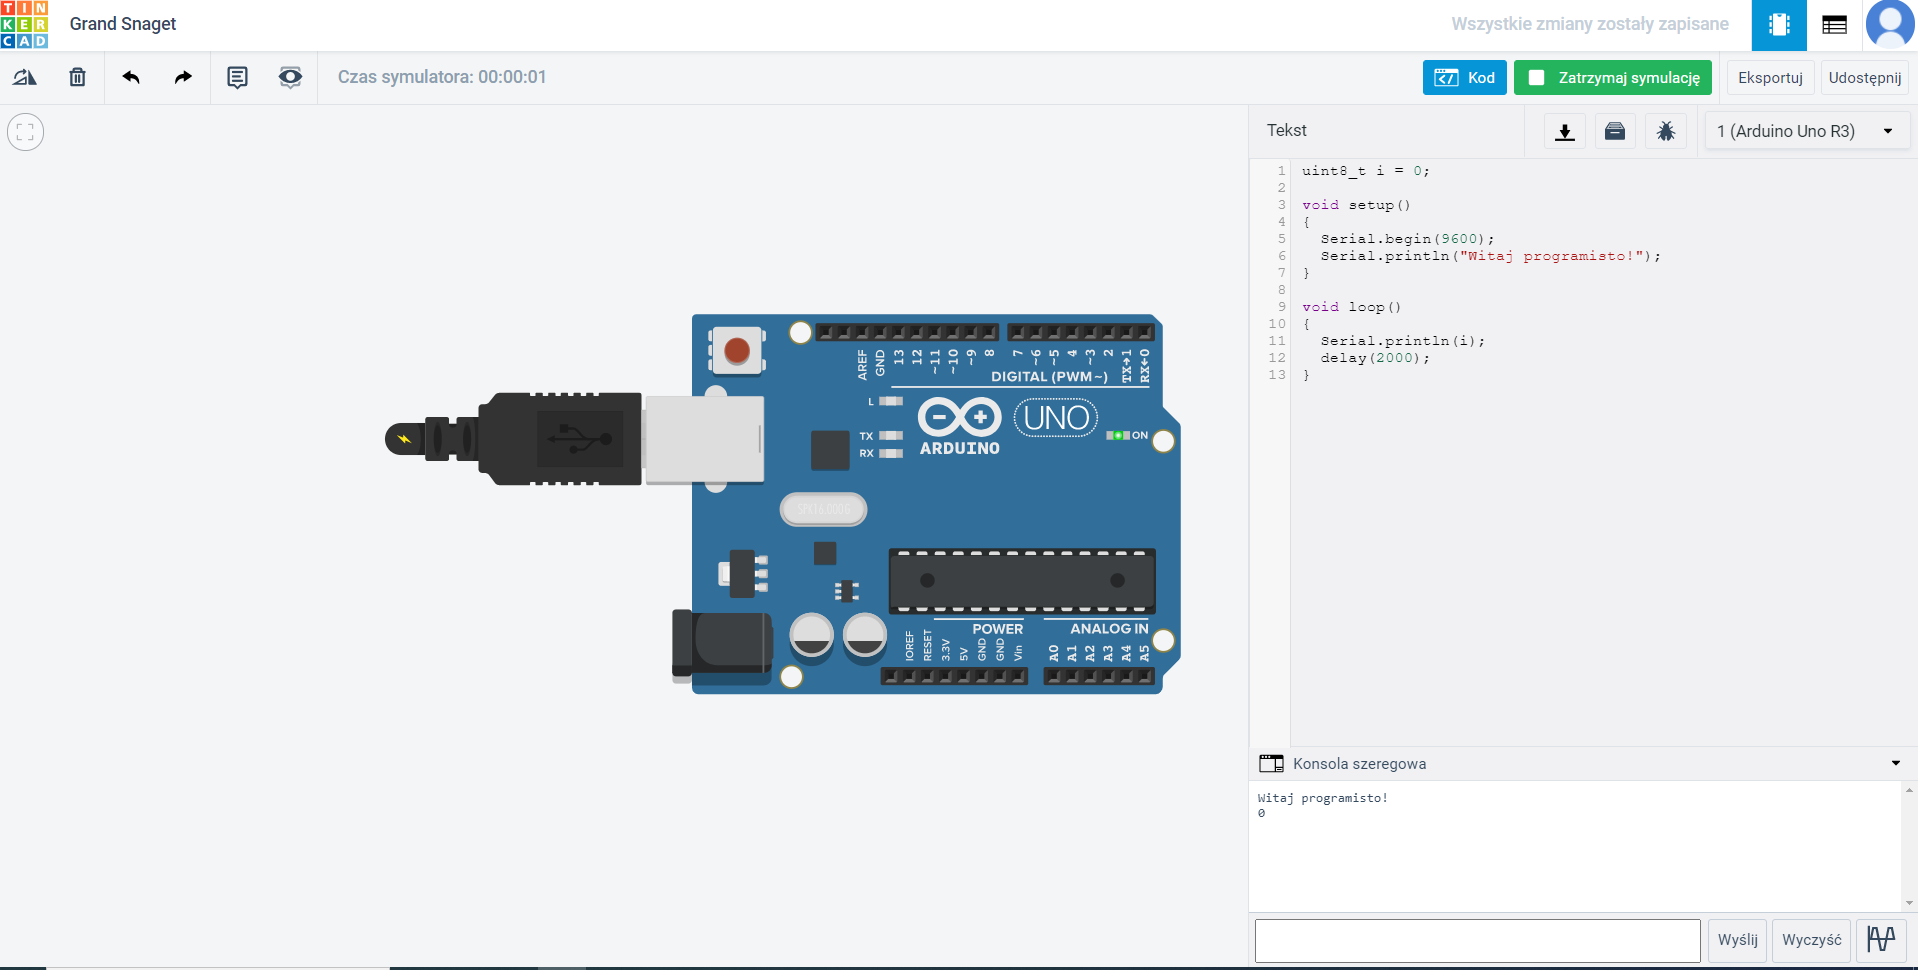 TIN
KER
CAD
Grand Snaget
Wszystkie zmiany zostały zapisane
Czas symulatora: 00:00:01
Kod
Zatrzymaj symulację
Eksportuj
Udostępnij
Tekst
1 (Arduino Uno R3)
1 uint8_t i = 0;
2
3 void setup()
4 {
5 Serial.begin(9600);
6 Serial.println("Witaj programisto!");
7 }
8
9 void loop()
10 {
11 Serial.println(i);
12 delay(2000);
13 }
AREF GND 13 12 ~11 ~10 ~9 8 7 ~6 ~5 4 ~3 2 TX→1 RX←0
DIGITAL (PWM~)
L
TX
RX
ARDUINO
UNO
ON
SPK16.000G
POWER
ANALOG IN
IOREF RESET 3.3V 5V GND GND Vin A0 A1 A2 A3 A4 A5
Konsola szeregowa
Witaj programisto!
0
Wyślij
Wyczyść